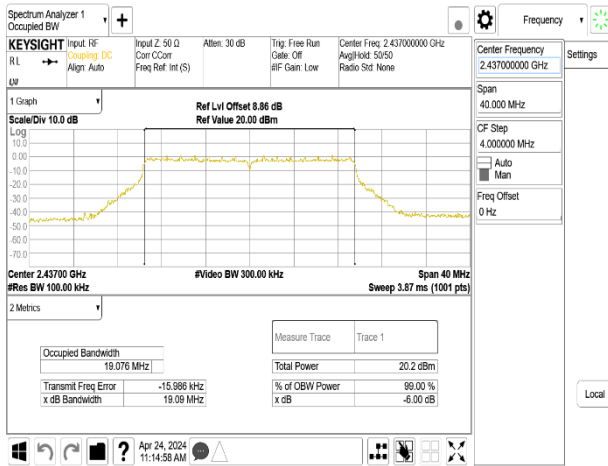 Spectrum Analyzer 1
Occupied BW
+
Frequency
KEYSIGHT
Input: RF
Coupling: DC
Align: Auto
Input Z: 50 Ω
Corr CCorr
Freq Ref: Int (S)
Atten: 30 dB
Trig: Free Run
Gate: Off
#IF Gain: Low
Center Freq: 2.437000000 GHz
Avg|Hold: 50/50
Radio Std: None
R L
Center Frequency
2.437000000 GHz
Settings
Span
40.000 MHz
CF Step
4.000000 MHz
Auto
Man
Freq Offset
0 Hz
Local
1 Graph
Scale/Div 10.0 dB
Ref Lvl Offset 8.86 dB
Ref Value 20.00 dBm
Log
10.0
0.00
-10.0
-20.0
-30.0
-40.0
-50.0
-60.0
-70.0
Center 2.43700 GHz
#Res BW 100.00 kHz
#Video BW 300.00 kHz
Span 40 MHz
Sweep 3.87 ms (1001 pts)
2 Metrics
Measure Trace
Trace 1
Occupied Bandwidth
19.076 MHz
Total Power
20.2 dBm
Transmit Freq Error
-15.986 kHz
% of OBW Power
99.00 %
x dB Bandwidth
19.09 MHz
x dB
-6.00 dB
?
Apr 24, 2024
11:14:58 AM